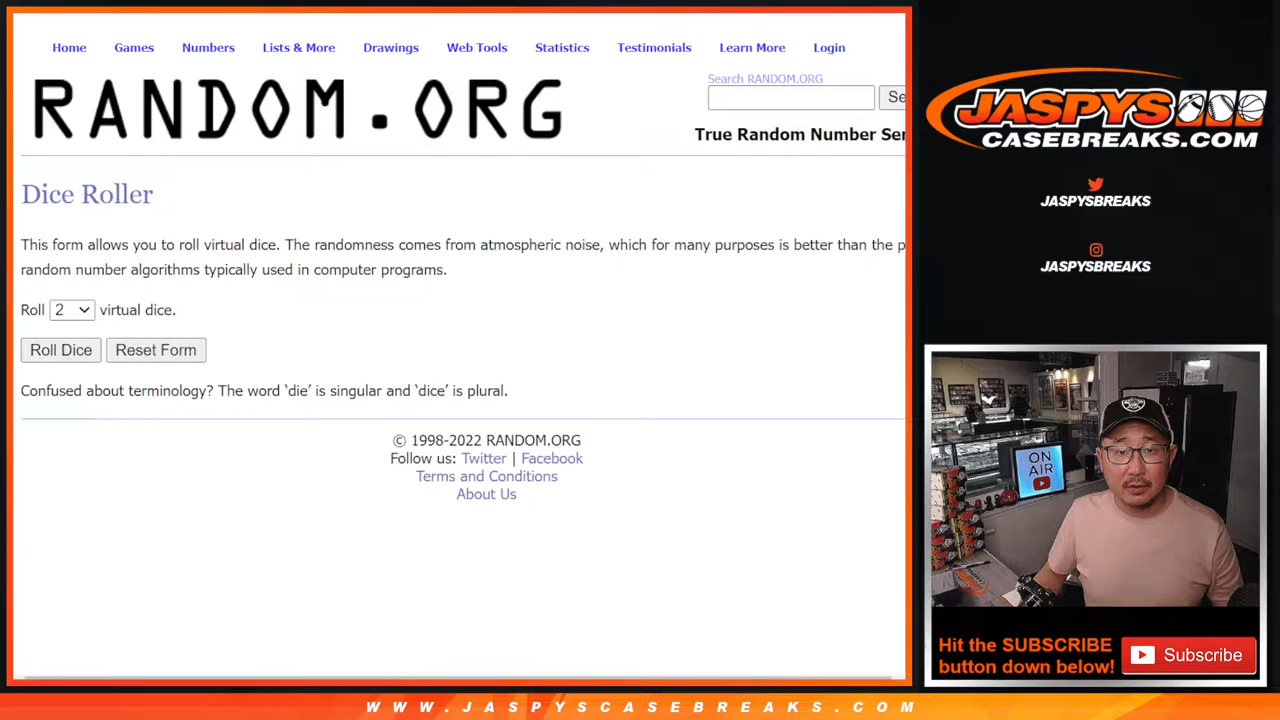 Home Games Numbers Lists & More Drawings Web Tools Statistics Testimonials Learn More Login
RANDOM.ORG
Search RANDOM.ORG
Se
True Random Number Ser
Dice Roller
This form allows you to roll virtual dice. The randomness comes from atmospheric noise, which for many purposes is better than the p
random number algorithms typically used in computer programs.
Roll 2 virtual dice.
Roll Dice Reset Form
Confused about terminology? The word ‘die’ is singular and ‘dice’ is plural.
© 1998-2022 RANDOM.ORG
Follow us: Twitter | Facebook
Terms and Conditions
About Us
JASPYS
CASEBREAKS.COM
JASPYSBREAKS
JASPYSBREAKS
ON
AIR
Hit the SUBSCRIBE
button down below!
Subscribe
WWW.JASPYSCASEBREAKS.COM